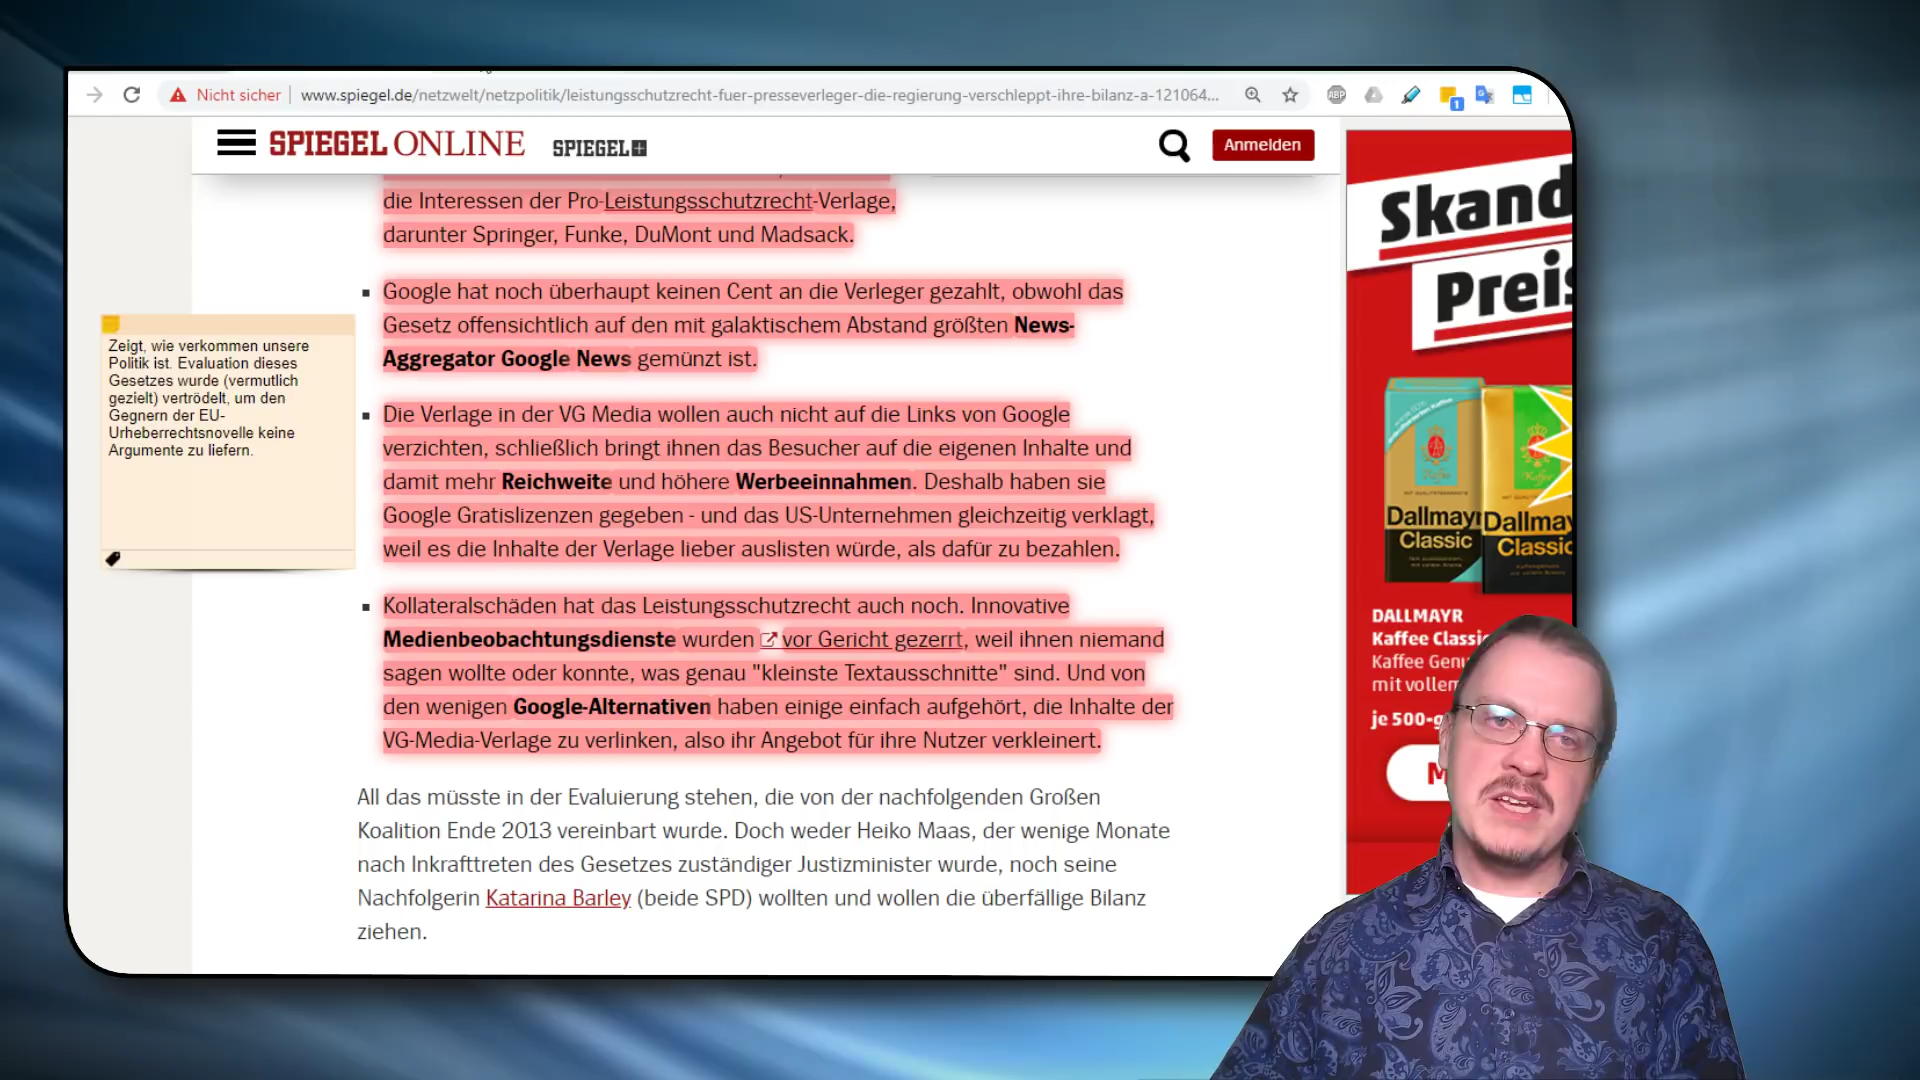 Nicht sicher
www.spiegel.de/netzwelt/netzpolitik/leistungsschutzrecht-fuer-presseverleger-die-regierung-verschleppt-ihre-bilanz-a-121064...
ABP
1
SPIEGEL ONLINE
SPIEGEL+
Anmelden
die Interessen der Pro-Leistungsschutzrecht-Verlage,
darunter Springer, Funke, DuMont und Madsack.
Google hat noch überhaupt keinen Cent an die Verleger gezahlt, obwohl das
Gesetz offensichtlich auf den mit galaktischem Abstand größten News-
Aggregator Google News gemünzt ist.
Die Verlage in der VG Media wollen auch nicht auf die Links von Google
verzichten, schließlich bringt ihnen das Besucher auf die eigenen Inhalte und
damit mehr Reichweite und höhere Werbeeinnahmen. Deshalb haben sie
Google Gratislizenzen gegeben - und das US-Unternehmen gleichzeitig verklagt,
weil es die Inhalte der Verlage lieber auslisten würde, als dafür zu bezahlen.
Kollateralschäden hat das Leistungsschutzrecht auch noch. Innovative
Medienbeobachtungsdienste wurden vor Gericht gezerrt, weil ihnen niemand
sagen wollte oder konnte, was genau "kleinste Textausschnitte" sind. Und von
den wenigen Google-Alternativen haben einige einfach aufgehört, die Inhalte der
VG-Media-Verlage zu verlinken, also ihr Angebot für ihre Nutzer verkleinert.
All das müsste in der Evaluierung stehen, die von der nachfolgenden Großen
Koalition Ende 2013 vereinbart wurde. Doch weder Heiko Maas, der wenige Monate
nach Inkrafttreten des Gesetzes zuständiger Justizminister wurde, noch seine
Nachfolgerin Katarina Barley (beide SPD) wollten und wollen die überfällige Bilanz
ziehen.
Zeigt, wie verkommen unsere
Politik ist. Evaluation dieses
Gesetzes wurde (vermutlich
gezielt) vertrödelt, um den
Gegnern der EU-
Urheberrechtsnovelle keine
Argumente zu liefern.
Skand
Preis
Dallmayr
Classic
Dallmay
Classic
DALLMAYR
Kaffee Classi
Kaffee Genu
mit vollem
je 500-g
M